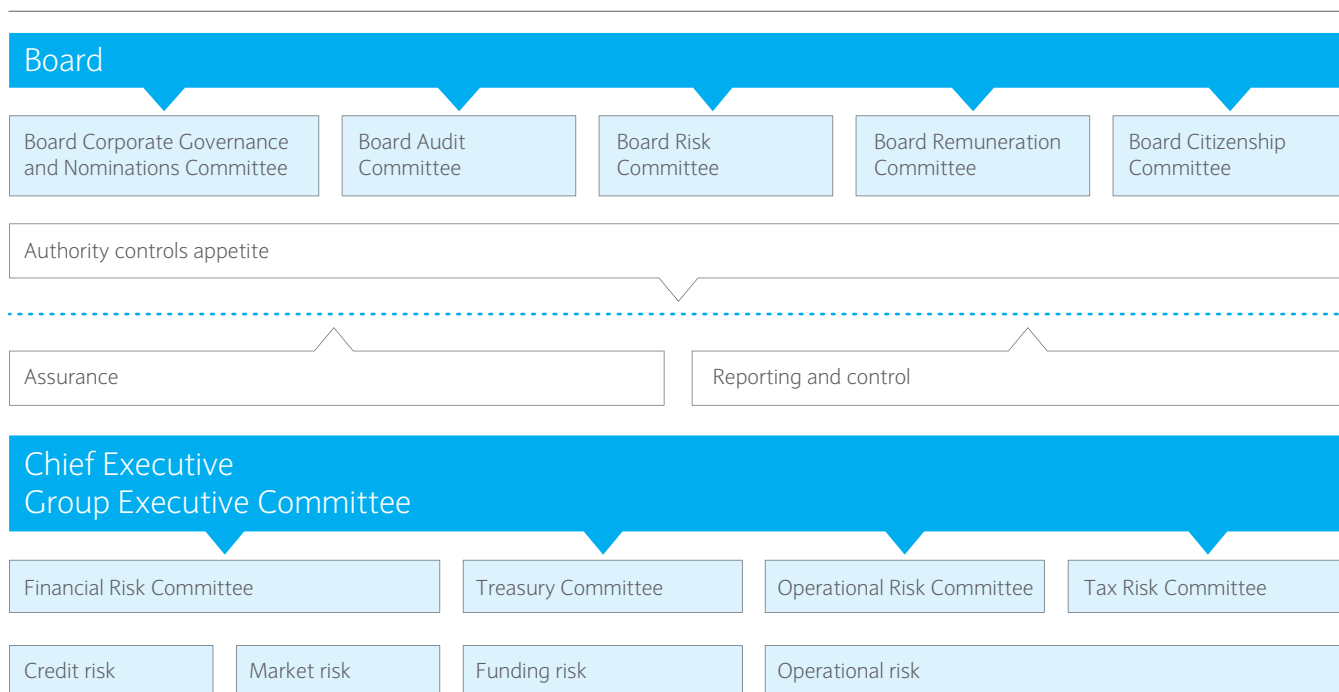 Board
Board Corporate Governance
and Nominations Committee
Board Audit
Committee
Board Risk
Committee
Board Remuneration
Committee
Board Citizenship
Committee
Authority controls appetite
Assurance
Reporting and control
Chief Executive
Group Executive Committee
Financial Risk Committee
Treasury Committee
Operational Risk Committee
Tax Risk Committee
Credit risk
Market risk
Funding risk
Operational risk